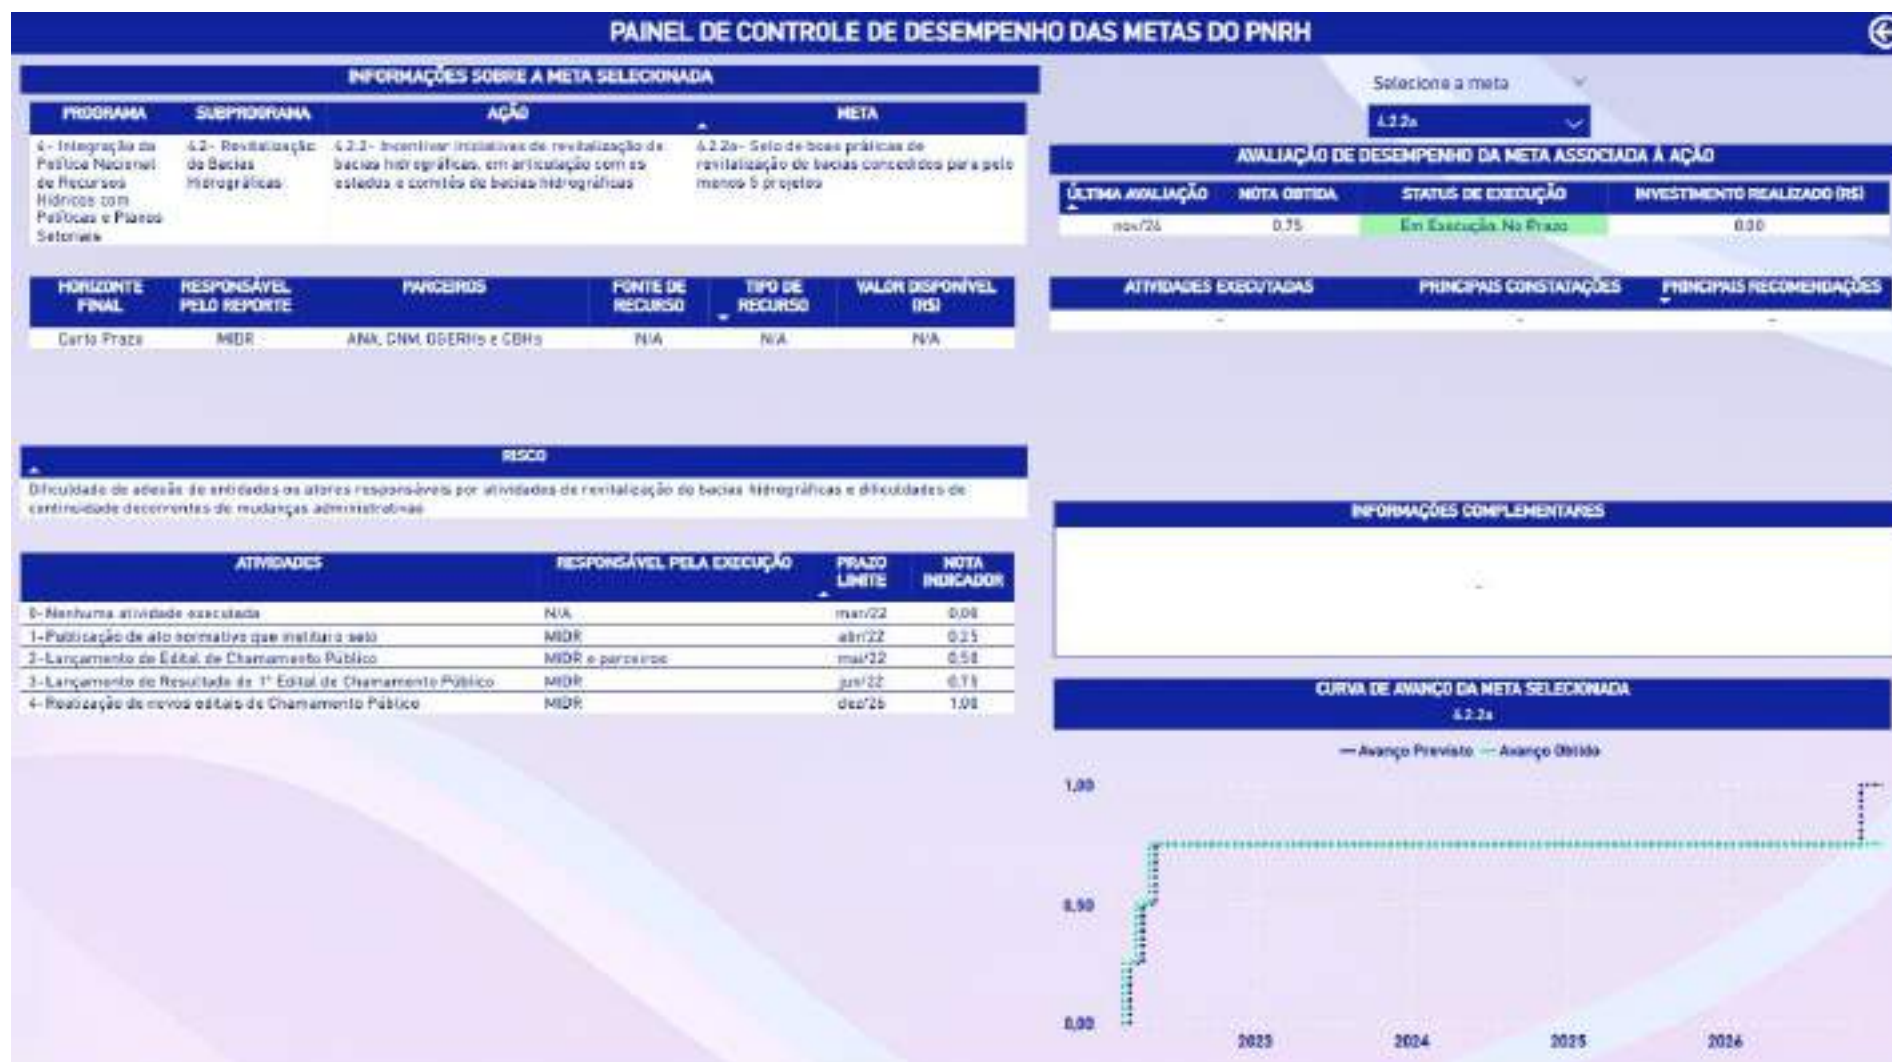 PAINEL DE CONTROLE DE DESEMPENHO DAS METAS DO PNRH
INFORMAÇÕES SOBRE A META SELECIONADA
PROGRAMA SUBPROGRAMA AÇÃO META
4- Integração da Política Nacional de Recursos Hídricos com Políticas e Planos Setoriais
4.2- Revitalização de Bacias Hidrográficas
4.2.2- Incentivar iniciativas de revitalização de bacias hidrográficas, em articulação com os estados e comitês de bacias hidrográficas
4.2.2a- Selo de boas práticas de revitalização de bacias concedidos para pelo menos 5 projetos
HORIZONTE FINAL RESPONSÁVEL PELO REPORTE PARCEIROS FONTE DE RECURSO TIPO DE RECURSO VALOR DISPONÍVEL (R$)
Curto Prazo MIDR ANA, CNM, OGERHs e CBHs N/A N/A N/A
RISCO
Dificuldade de adesão de entidades ou atores responsáveis por atividades de revitalização de bacias hidrográficas e dificuldades de
continuidade decorrentes de mudanças administrativas
ATIVIDADES RESPONSÁVEL PELA EXECUÇÃO PRAZO LIMITE NOTA INDICADOR
0-Nenhuma atividade executada N/A mar/22 0,00
1-Publicação de ato normativo que institui o selo MIDR abr/22 0,25
2-Lançamento de Edital de Chamamento Público MIDR e parceiros mai/22 0,50
3-Lançamento do Resultado do 1° Edital de Chamamento Público MIDR jun/22 0,75
4-Realização de novos editais de Chamamento Público MIDR dez/26 1,00
Selecione a meta
4.2.2a
AVALIAÇÃO DE DESEMPENHO DA META ASSOCIADA À AÇÃO
ÚLTIMA AVALIAÇÃO NOTA OBTIDA STATUS DE EXECUÇÃO INVESTIMENTO REALIZADO (R$)
nov/24 0,75 Em Execução. No Prazo 0,00
ATIVIDADES EXECUTADAS PRINCIPAIS CONSTATAÇÕES PRINCIPAIS RECOMENDAÇÕES
- - -
INFORMAÇÕES COMPLEMENTARES
-
CURVA DE AVANÇO DA META SELECIONADA
4.2.2a
Avanço Previsto Avanço Obtido
1,00
0,50
0,00
2023 2024 2025 2026